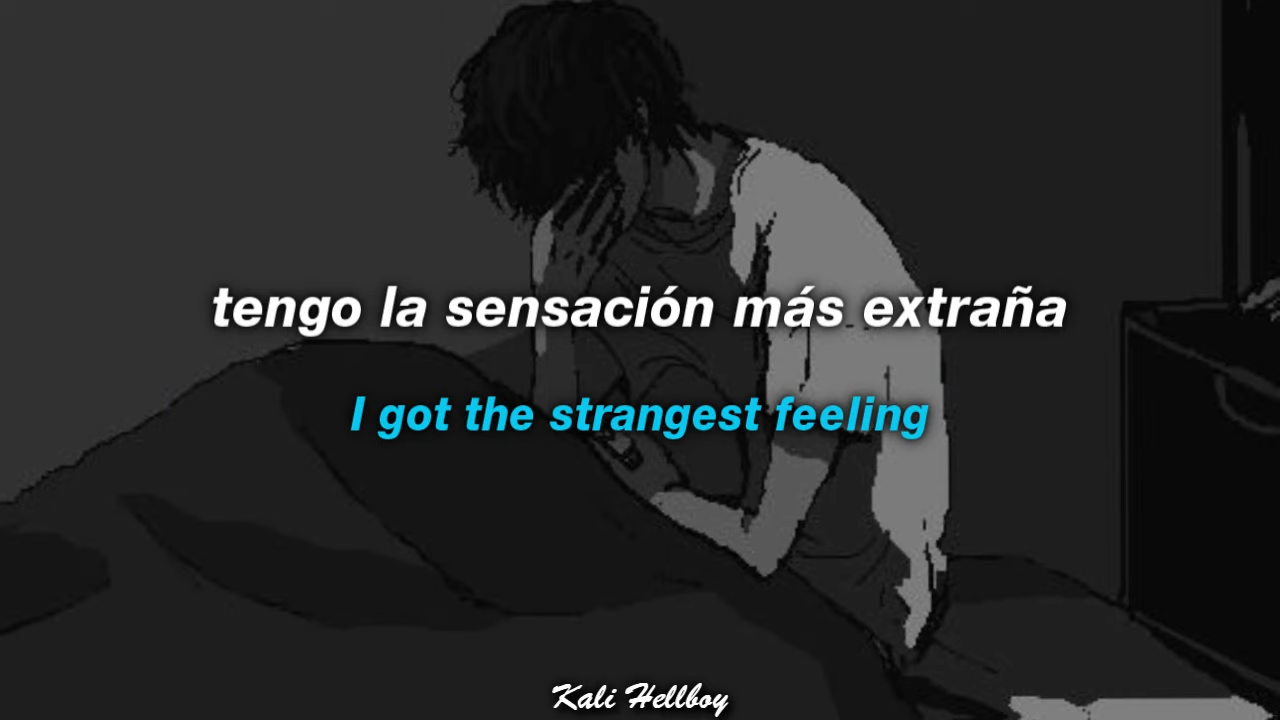 tengo la sensación más extraña
I got the strangest feeling
Kali Hellboy